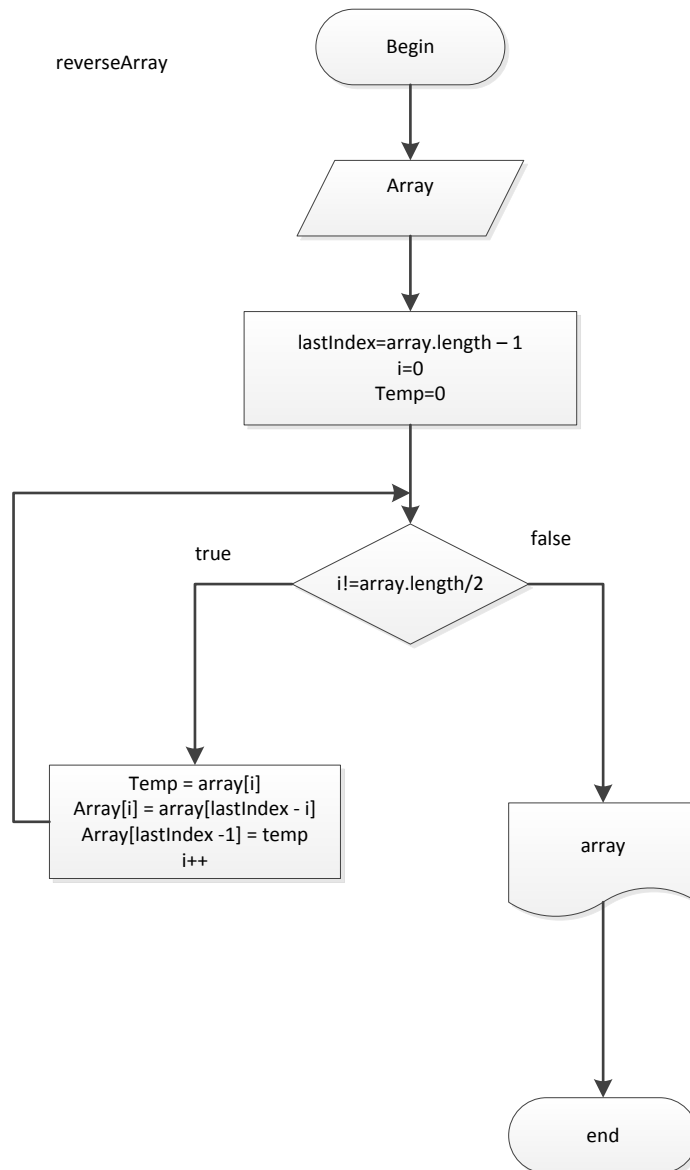 reverseArray
Begin
Array
lastIndex=array.length – 1
i=0
Temp=0
true
false
i!=array.length/2
Temp = array[i]
Array[i] = array[lastIndex - i]
Array[lastIndex -1] = temp
i++
array
end